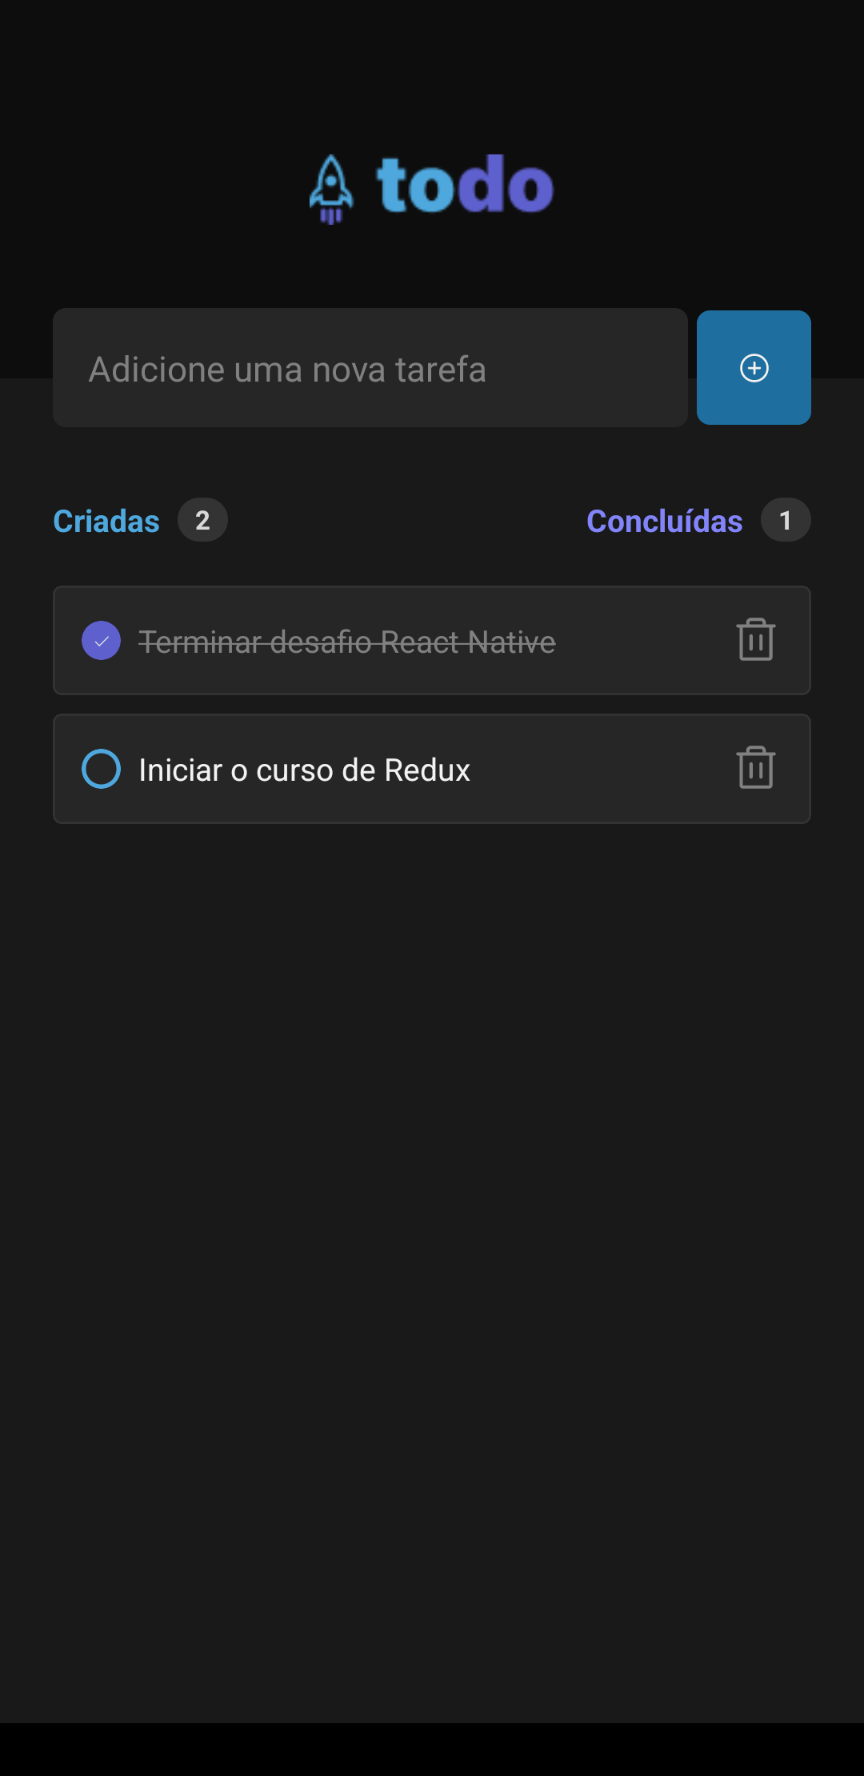 todo
Adicione uma nova tarefa
Criadas 2
Concluídas 1
Terminar desafio React Native
Iniciar o curso de Redux